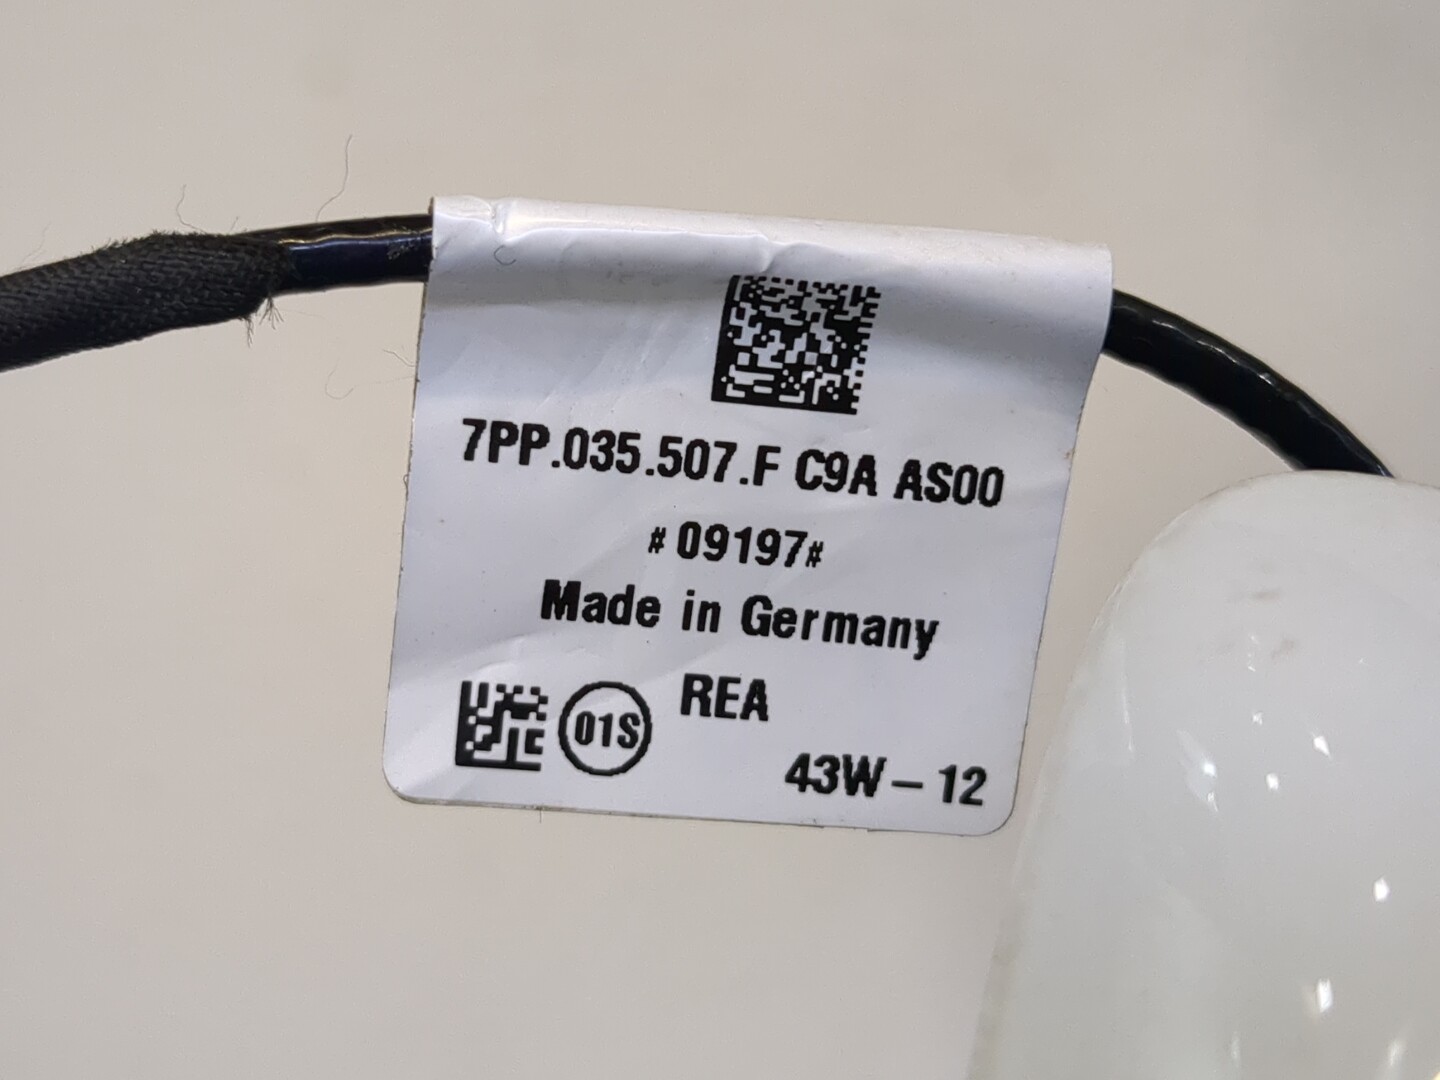 7PP.035.507.F C9A AS00
#09197#
Made in Germany
REA
01S
43W – 12